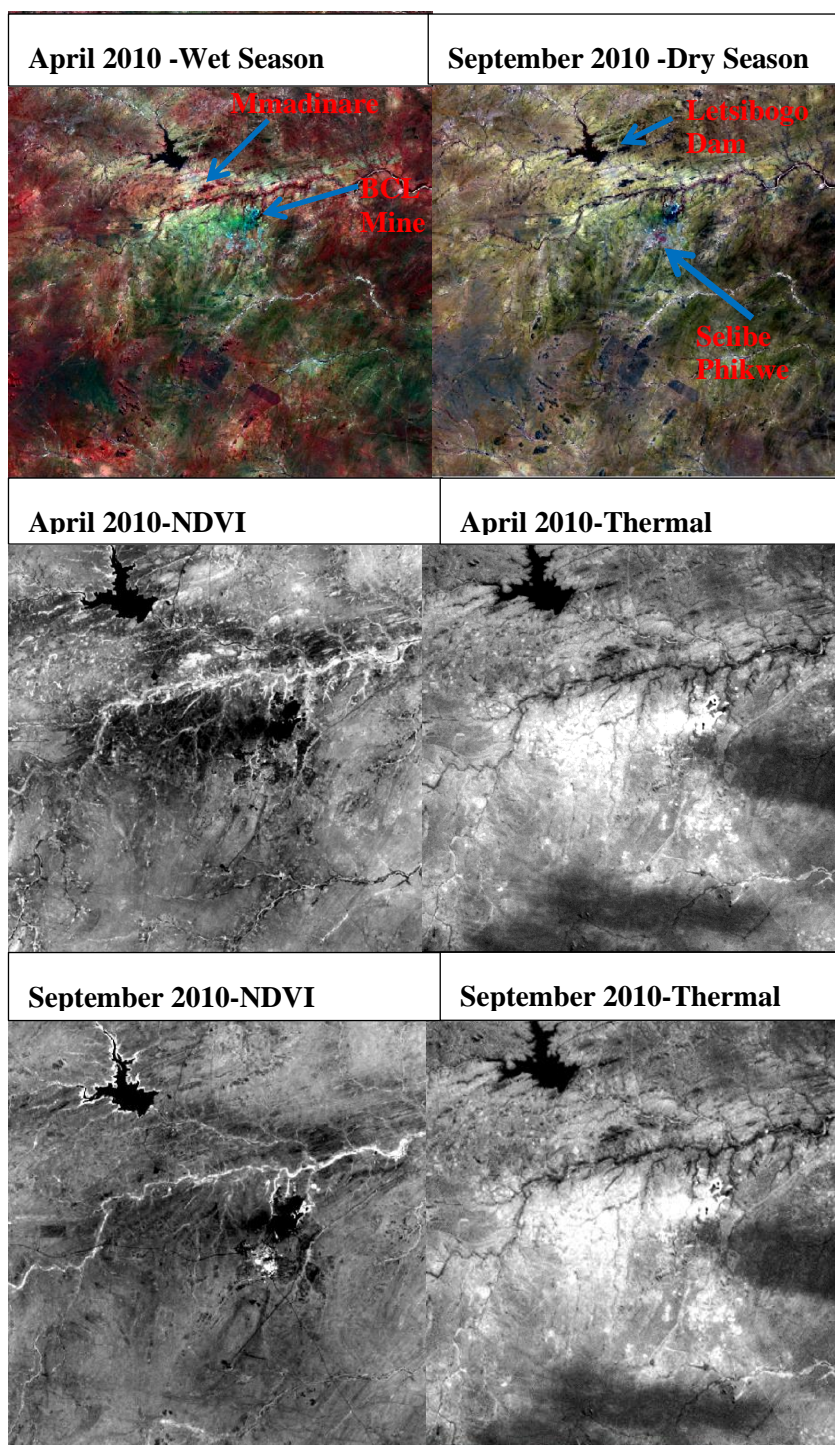 April 2010 -Wet Season
September 2010 -Dry Season
Mmadinare
BCL
Mine
Letsibogo
Dam
Selibe
Phikwe
April 2010-NDVI
April 2010-Thermal
September 2010-NDVI
September 2010-Thermal